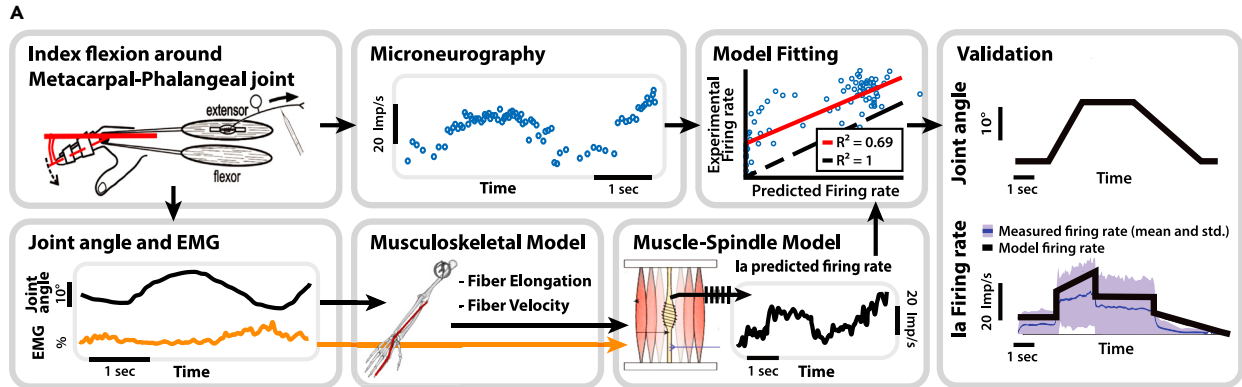 A
Index flexion around
Metacarpal-Phalangeal joint
extensor
flexor
Microneurography
20 Imp/s
Time
1 sec
Model Fitting
Experimental
Firing rate
R² = 0.69
R² = 1
Predicted Firing rate
Validation
Joint angle
10°
1 sec
Time
Ia Firing rate
Measured firing rate (mean and std.)
Model firing rate
20 Imp/s
1 sec
Time
Joint angle and EMG
Joint
angle
10°
EMG
%
1 sec
Time
Musculoskeletal Model
- Fiber Elongation
- Fiber Velocity
Muscle-Spindle Model
Ia predicted firing rate
20 Imp/s
1 sec
Time